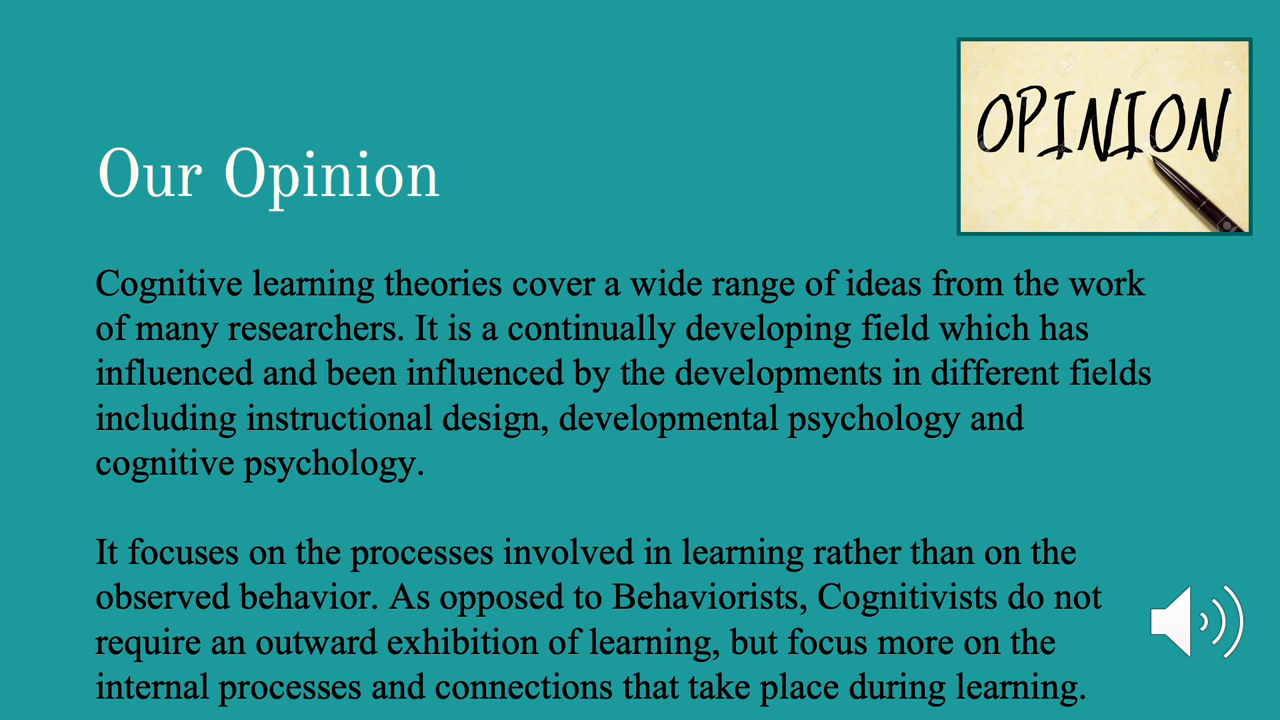 OPINION
Our Opinion
Cognitive learning theories cover a wide range of ideas from the work
of many researchers. It is a continually developing field which has
influenced and been influenced by the developments in different fields
including instructional design, developmental psychology and
cognitive psychology.
It focuses on the processes involved in learning rather than on the
observed behavior. As opposed to Behaviorists, Cognitivists do not
require an outward exhibition of learning, but focus more on the
internal processes and connections that take place during learning.